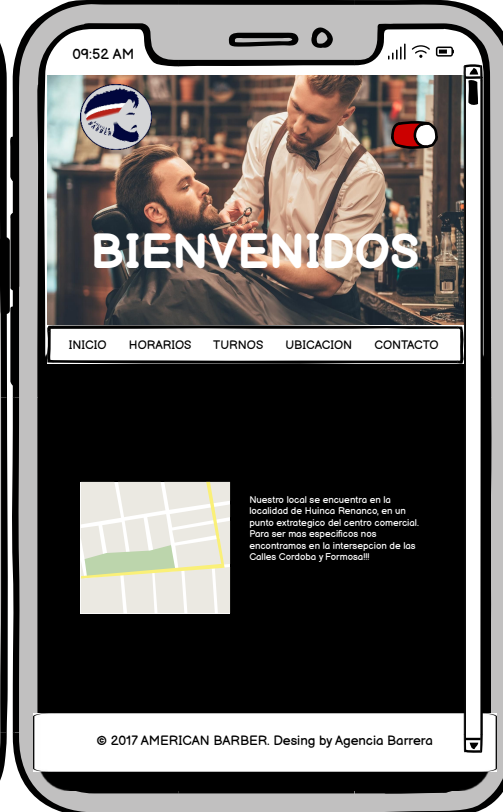 09:52 AM
BARBER
BIENVENIDOS
INICIO HORARIOS TURNOS UBICACION CONTACTO
Nuestro local se encuentra en la
localidad de Huinca Renanco, en un
punto extrategico del centro comercial.
Para ser mas especificos nos
encontramos en la intersepcion de las
Calles Cordoba y Formosa!!!
© 2017 AMERICAN BARBER. Desing by Agencia Barrera